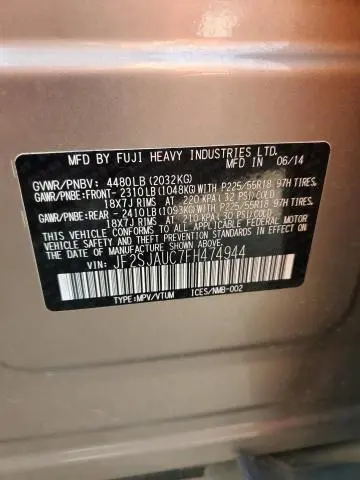 MFD. BY FUJI HEAVY INDUSTRIES LTD.
MFD. IN 06/14
GVWR/PNBV: 4480LB (2032KG)
GAWR/PNBE:FRONT- 2310LB (1048KG) WITH P225/55R18 97H TIRES,
18X7J RIMS AT 220 KPA ( 32 PSI) COLD
GAWR/PNBE:REAR - 2410LB (1093KG) WITH P225/55R18 97H TIRES,
18X7J RIMS AT 210 KPA ( 30 PSI) COLD.
THIS VEHICLE CONFORMS TO ALL APPLICABLE FEDERAL MOTOR
VEHICLE SAFETY STANDARDS IN EFFECT ON THE DATE OF
MANUFACTURE SHOWN ABOVE.
VIN: JF2SJAUC7FH474944
TYPE:MPV/VTUM ICES/NMB-002